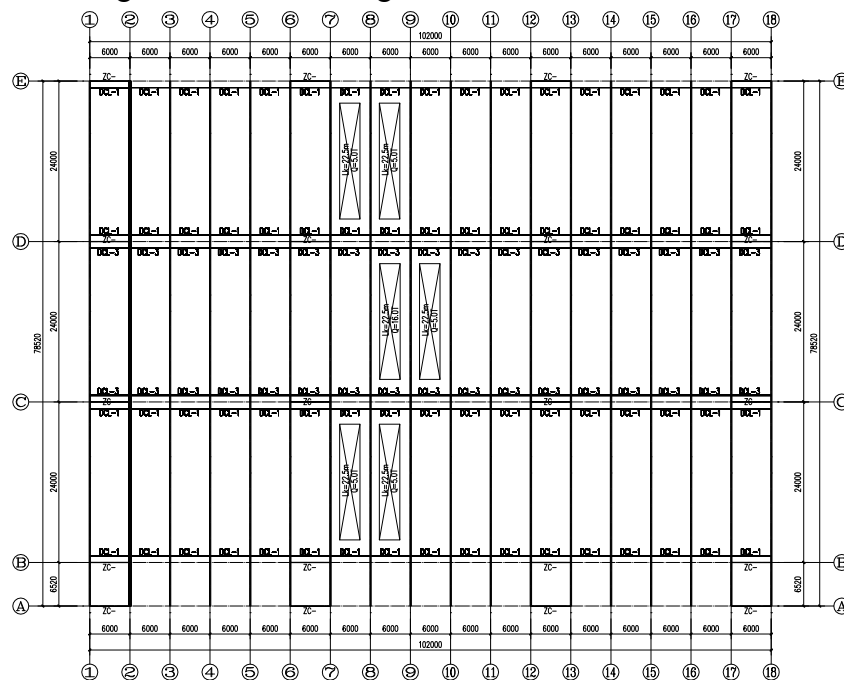 ① ② ③ ④ ⑤ ⑥ ⑦ ⑧ ⑨ ⑩ ⑪ ⑫ ⑬ ⑭ ⑮ ⑯ ⑰ ⑱
102000
6000 6000 6000 6000 6000 6000 6000 6000 6000 6000 6000 6000 6000 6000 6000 6000 6000
ZC- ZC- ZC- ZC-
Ⓔ Ⓔ
DCL-1 DCL-1 DCL-1 DCL-1 DCL-1 DCL-1 DCL-1 DCL-1 DCL-1 DCL-1 DCL-1 DCL-1 DCL-1 DCL-1 DCL-1 DCL-1 DCL-1
24000 Lk=22.5m Lk=22.5m 24000
Q=5.0T Q=5.0T
DCL-1 DCL-1 DCL-1 DCL-1 DCL-1 DCL-1 DCL-1 DCL-1 DCL-1 DCL-1 DCL-1 DCL-1 DCL-1 DCL-1 DCL-1 DCL-1 DCL-1
Ⓓ ZC- ZC- ZC- ZC- Ⓓ
DCL-3 DCL-3 DCL-3 DCL-3 DCL-3 DCL-3 DCL-3 DCL-3 DCL-3 DCL-3 DCL-3 DCL-3 DCL-3 DCL-3 DCL-3 DCL-3 DCL-3
78520 24000 Lk=22.5m Lk=22.5m 24000 78520
Q=16.0T Q=5.0T
DCL-3 DCL-3 DCL-3 DCL-3 DCL-3 DCL-3 DCL-3 DCL-3 DCL-3 DCL-3 DCL-3 DCL-3 DCL-3 DCL-3 DCL-3 DCL-3 DCL-3
Ⓒ ZC- ZC- ZC- ZC- Ⓒ
DCL-1 DCL-1 DCL-1 DCL-1 DCL-1 DCL-1 DCL-1 DCL-1 DCL-1 DCL-1 DCL-1 DCL-1 DCL-1 DCL-1 DCL-1 DCL-1 DCL-1
24000 Lk=22.5m Lk=22.5m 24000
Q=5.0T Q=5.0T
DCL-1 DCL-1 DCL-1 DCL-1 DCL-1 DCL-1 DCL-1 DCL-1 DCL-1 DCL-1 DCL-1 DCL-1 DCL-1 DCL-1 DCL-1 DCL-1 DCL-1
Ⓑ ZC- ZC- ZC- ZC- Ⓑ
6520 6520
Ⓐ ZC- ZC- ZC- ZC- Ⓐ
6000 6000 6000 6000 6000 6000 6000 6000 6000 6000 6000 6000 6000 6000 6000 6000 6000
102000
① ② ③ ④ ⑤ ⑥ ⑦ ⑧ ⑨ ⑩ ⑪ ⑫ ⑬ ⑭ ⑮ ⑯ ⑰ ⑱